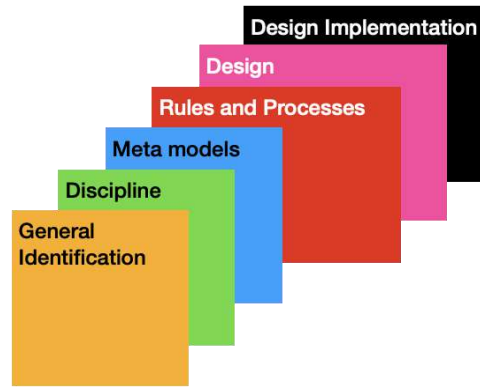 Design Implementation
Design
Rules and Processes
Meta models
Discipline
General
Identification